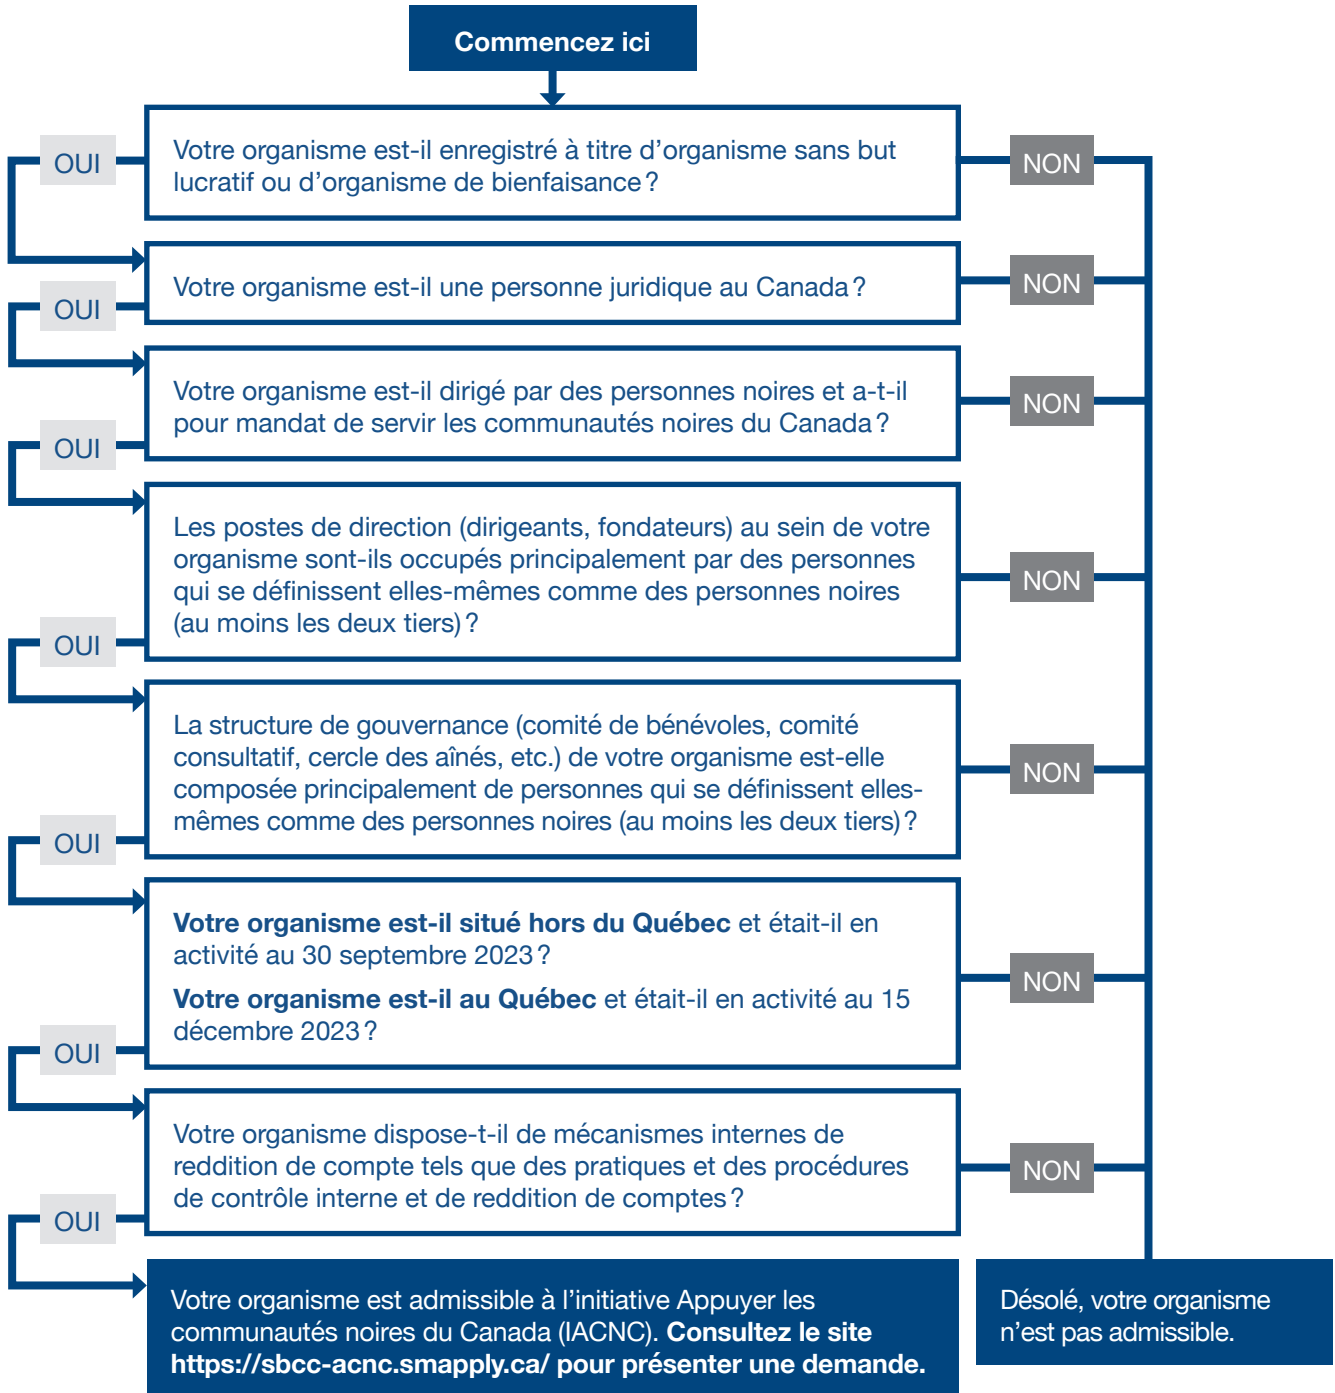 Commencez ici
Votre organisme est-il enregistré à titre d’organisme sans but
lucratif ou d’organisme de bienfaisance ?
OUI
NON
Votre organisme est-il une personne juridique au Canada ?
OUI
NON
Votre organisme est-il dirigé par des personnes noires et a-t-il
pour mandat de servir les communautés noires du Canada ?
OUI
NON
Les postes de direction (dirigeants, fondateurs) au sein de votre
organisme sont-ils occupés principalement par des personnes
qui se définissent elles-mêmes comme des personnes noires
(au moins les deux tiers) ?
OUI
NON
La structure de gouvernance (comité de bénévoles, comité
consultatif, cercle des aînés, etc.) de votre organisme est-elle
composée principalement de personnes qui se définissent elles-
mêmes comme des personnes noires (au moins les deux tiers) ?
OUI
NON
Votre organisme est-il situé hors du Québec et était-il en
activité au 30 septembre 2023 ?
Votre organisme est-il au Québec et était-il en activité au 15
décembre 2023 ?
OUI
NON
Votre organisme dispose-t-il de mécanismes internes de
reddition de compte tels que des pratiques et des procédures
de contrôle interne et de reddition de comptes ?
OUI
NON
Votre organisme est admissible à l’initiative Appuyer les
communautés noires du Canada (IACNC). Consultez le site
https://sbcc-acnc.smapply.ca/ pour présenter une demande.
Désolé, votre organisme
n’est pas admissible.